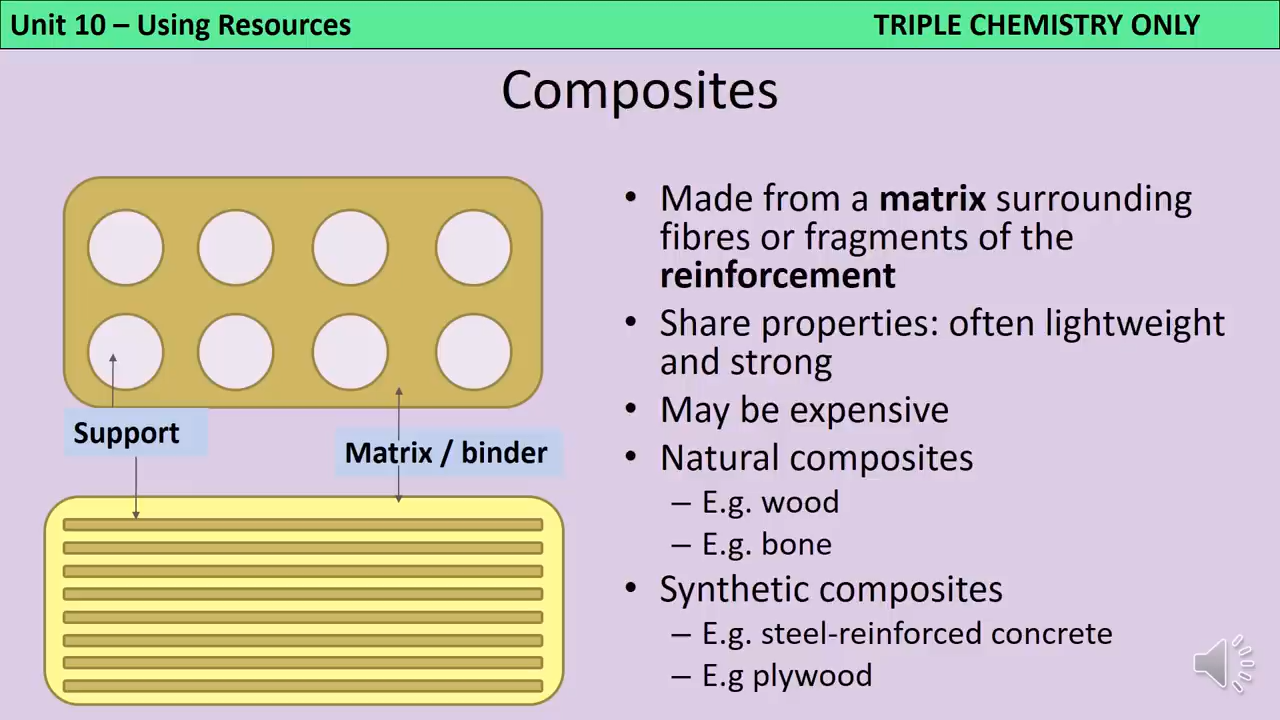 Unit 10 – Using Resources
TRIPLE CHEMISTRY ONLY
Composites
Support
Matrix / binder
• Made from a matrix surrounding
fibres or fragments of the
reinforcement
• Share properties: often lightweight
and strong
• May be expensive
• Natural composites
– E.g. wood
– E.g. bone
• Synthetic composites
– E.g. steel-reinforced concrete
– E.g plywood